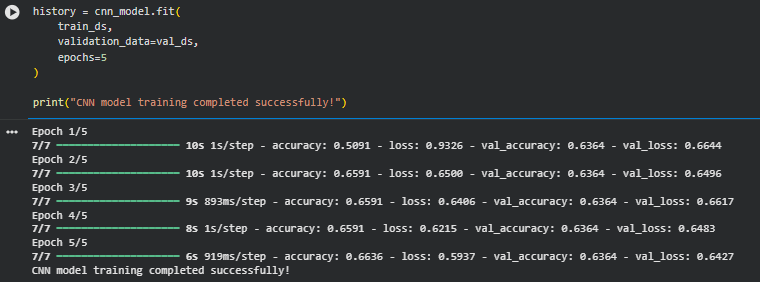 history = cnn_model.fit(
    train_ds,
    validation_data=val_ds,
    epochs=5
)
print("CNN model training completed successfully!")
Epoch 1/5
7/7 ━━━━━━━━━━━━━━━━━━━━ 10s 1s/step - accuracy: 0.5091 - loss: 0.9326 - val_accuracy: 0.6364 - val_loss: 0.6644
Epoch 2/5
7/7 ━━━━━━━━━━━━━━━━━━━━ 10s 1s/step - accuracy: 0.6591 - loss: 0.6500 - val_accuracy: 0.6364 - val_loss: 0.6496
Epoch 3/5
7/7 ━━━━━━━━━━━━━━━━━━━━ 9s 893ms/step - accuracy: 0.6591 - loss: 0.6406 - val_accuracy: 0.6364 - val_loss: 0.6617
Epoch 4/5
7/7 ━━━━━━━━━━━━━━━━━━━━ 8s 1s/step - accuracy: 0.6591 - loss: 0.6215 - val_accuracy: 0.6364 - val_loss: 0.6483
Epoch 5/5
7/7 ━━━━━━━━━━━━━━━━━━━━ 6s 919ms/step - accuracy: 0.6636 - loss: 0.5937 - val_accuracy: 0.6364 - val_loss: 0.6427
CNN model training completed successfully!